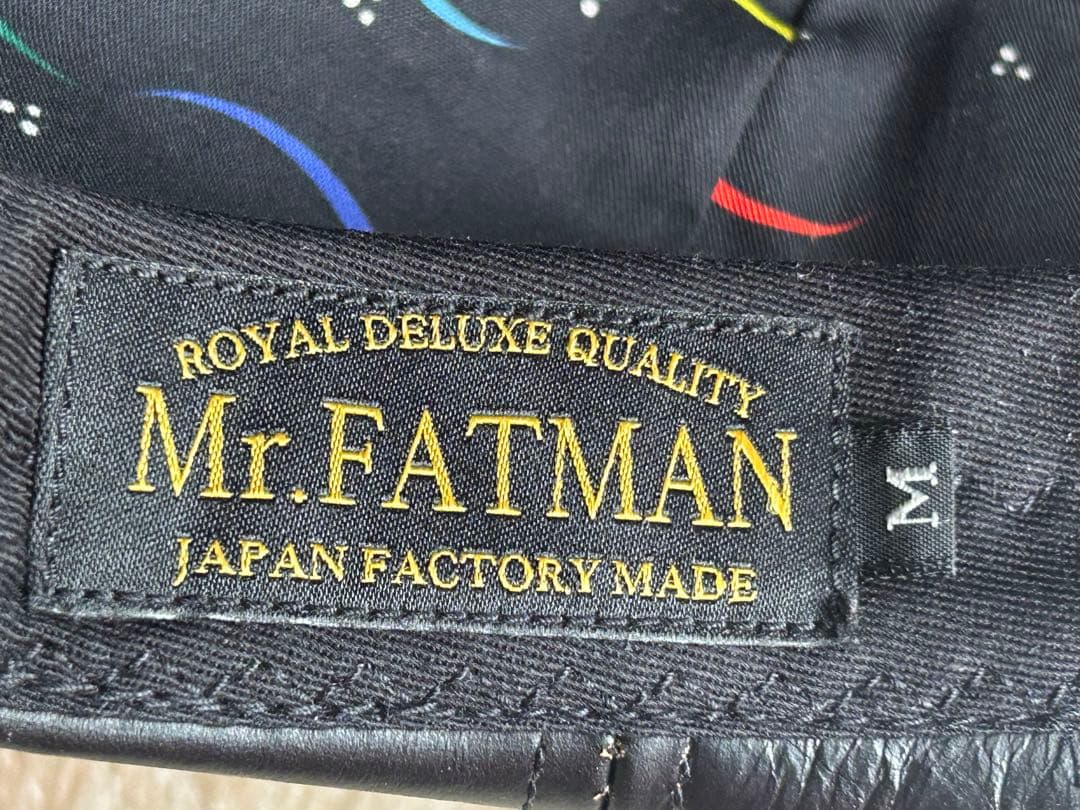 ROYAL DELUXE QUALITY
Mr.FATMAN
JAPAN FACTORY MADE
M